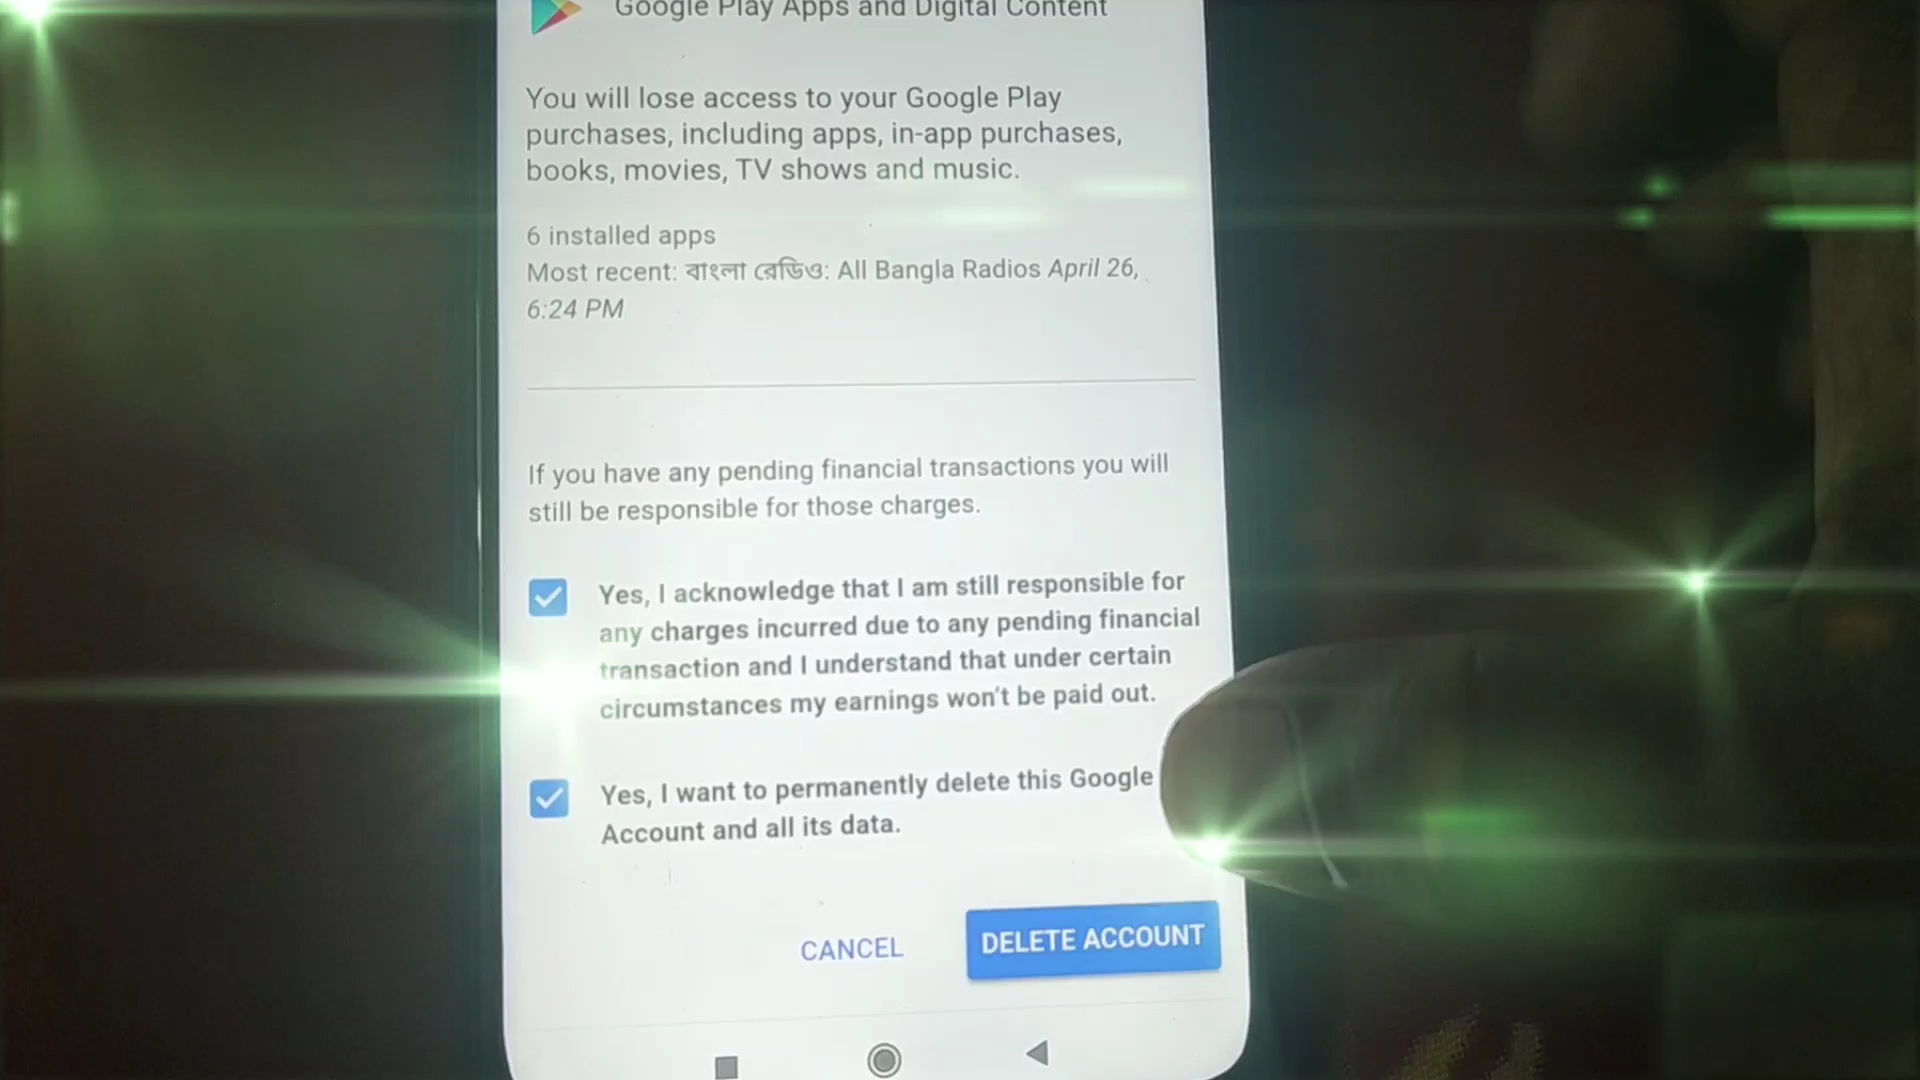 Google Play Apps and Digital Content
You will lose access to your Google Play
purchases, including apps, in-app purchases,
books, movies, TV shows and music.
6 installed apps
Most recent: বাংলা রেডিও: All Bangla Radios April 26,
6:24 PM
If you have any pending financial transactions you will
still be responsible for those charges.
Yes, I acknowledge that I am still responsible for
any charges incurred due to any pending financial
transaction and I understand that under certain
circumstances my earnings won't be paid out.
Yes, I want to permanently delete this Google
Account and all its data.
CANCEL
DELETE ACCOUNT